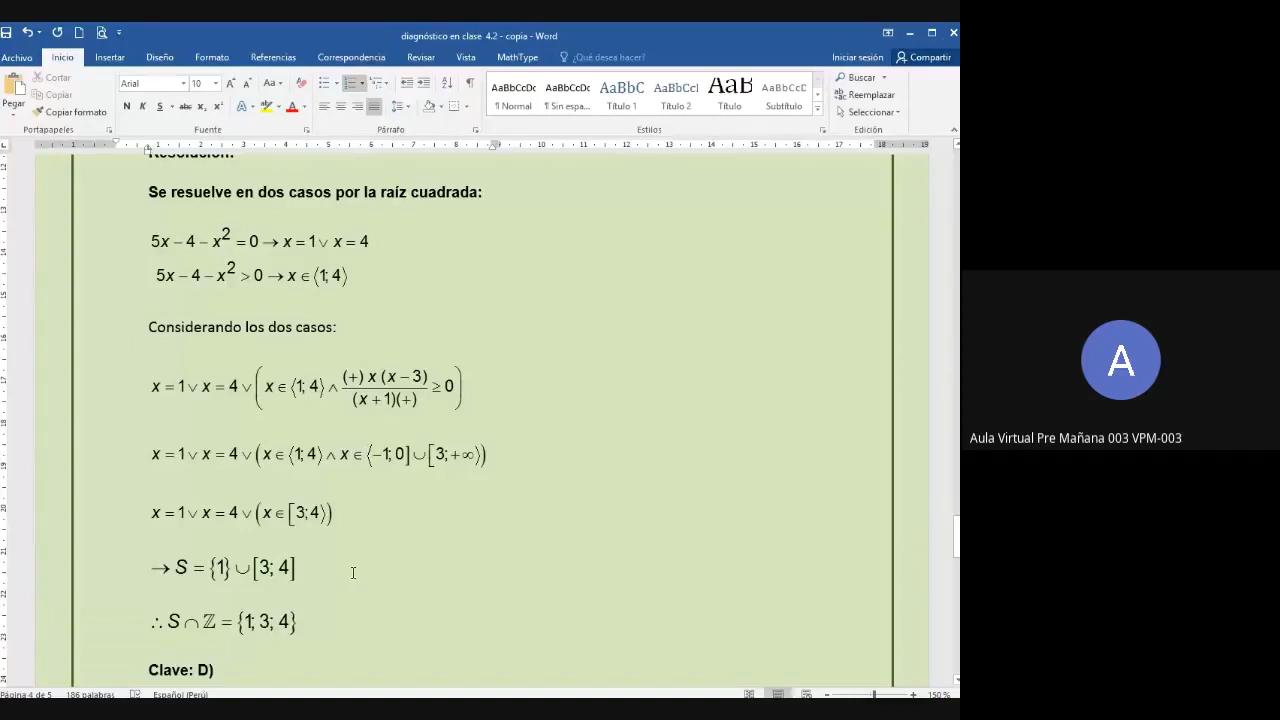 diagnóstico en clase 4.2 - copia - Word
Archivo Inicio Insertar Diseño Formato Referencias Correspondencia Revisar Vista MathType ¿Qué desea hacer? Iniciar sesión Compartir
Pegar
Cortar
Copiar
Copiar formato
Portapapeles
Arial 10
N K S abc x₂ x²
Fuente
Párrafo
AaBbCcDc AaBbCcDc AaBbC AaBbCcl AaB AaBbCcD
¶ Normal ¶ Sin espa... Título 1 Título 2 Título Subtítulo
Estilos
Buscar
Reemplazar
Seleccionar
Edición
Resolución:
Se resuelve en dos casos por la raíz cuadrada:
5x − 4 − x² = 0 → x = 1 ∨ x = 4
5x − 4 − x² > 0 → x ∈ ⟨1; 4⟩
Considerando los dos casos:
x = 1 ∨ x = 4 ∨ (x ∈ ⟨1; 4⟩ ∧ (+) x (x − 3) / (x + 1)(+) ≥ 0)
x = 1 ∨ x = 4 ∨ (x ∈ ⟨1; 4⟩ ∧ x ∈ ⟨−1; 0] ∪ [3; +∞⟩)
x = 1 ∨ x = 4 ∨ (x ∈ [3; 4⟩)
→ S = {1} ∪ [3; 4]
∴ S ∩ ℤ = {1; 3; 4}
Clave: D)
Página 4 de 5 186 palabras Español (Perú) 150 %
A
Aula Virtual Pre Mañana 003 VPM-003